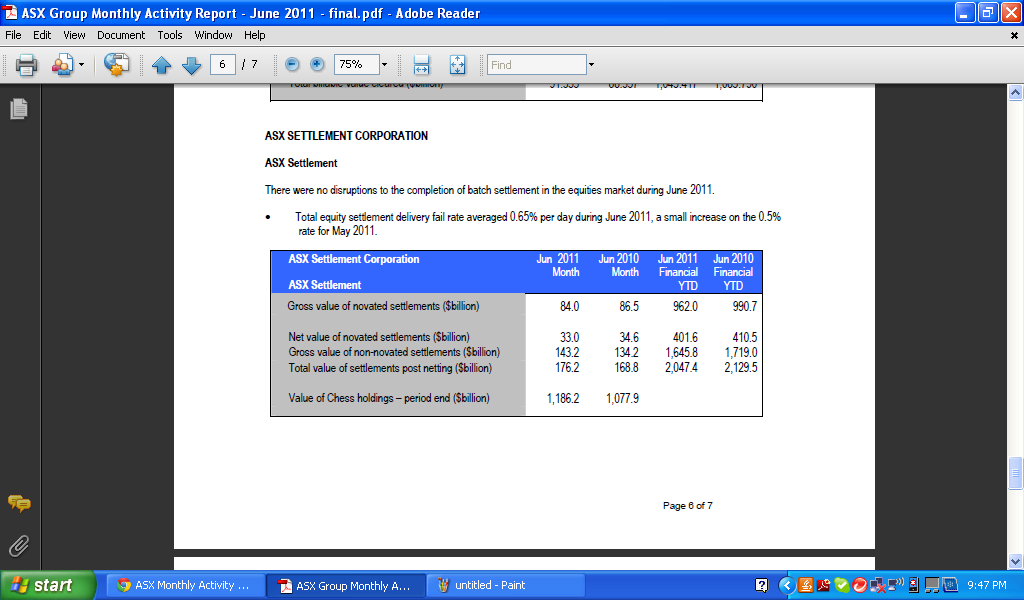 ASX Group Monthly Activity Report - June 2011 - final.pdf - Adobe Reader
File Edit View Document Tools Window Help
6 / 7 75% Find
Total billable value cleared ($billion)
ASX SETTLEMENT CORPORATION
ASX Settlement
There were no disruptions to the completion of batch settlement in the equities market during June 2011.
• Total equity settlement delivery fail rate averaged 0.65% per day during June 2011, a small increase on the 0.5%
rate for May 2011.
ASX Settlement Corporation Jun 2011 Jun 2010 Jun 2011 Jun 2010
Month Month Financial Financial
ASX Settlement YTD YTD
Gross value of novated settlements ($billion) 84.0 86.5 962.0 990.7
Net value of novated settlements ($billion) 33.0 34.6 401.6 410.5
Gross value of non-novated settlements ($billion) 143.2 134.2 1,645.8 1,719.0
Total value of settlements post netting ($billion) 176.2 168.8 2,047.4 2,129.5
Value of Chess holdings – period end ($billion) 1,186.2 1,077.9
Page 6 of 7
start ASX Monthly Activity ... ASX Group Monthly A... untitled - Paint 9:47 PM